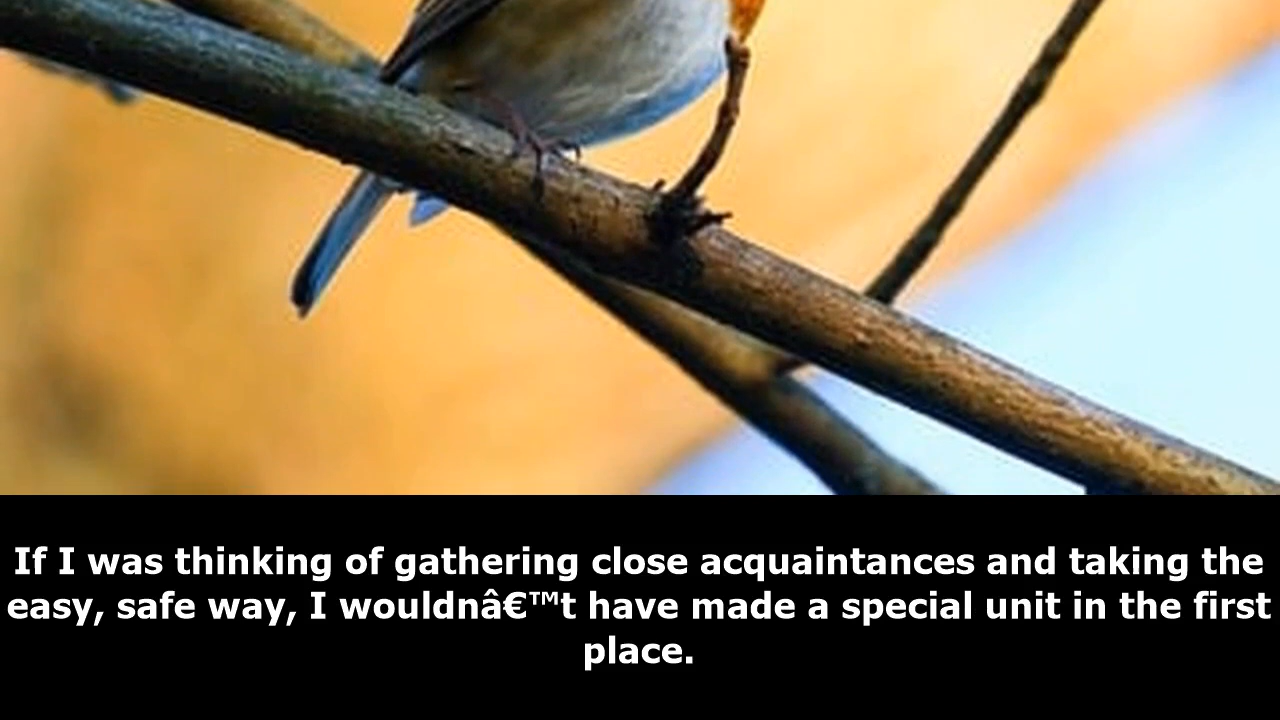 If I was thinking of gathering close acquaintances and taking the
easy, safe way, I wouldnâ€™t have made a special unit in the first
place.